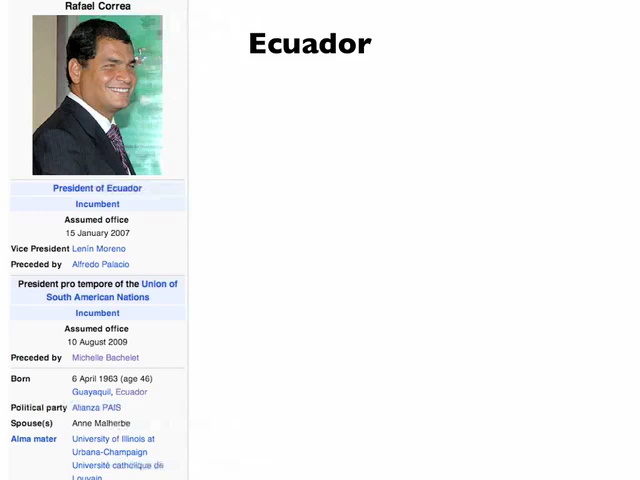 Rafael Correa
Ecuador
President of Ecuador
Incumbent
Assumed office
15 January 2007
Vice President Lenín Moreno
Preceded by Alfredo Palacio
President pro tempore of the Union of
South American Nations
Incumbent
Assumed office
10 August 2009
Preceded by Michelle Bachelet
Born 6 April 1963 (age 46)
Guayaquil, Ecuador
Political party Alianza PAIS
Spouse(s) Anne Malherbe
Alma mater University of Illinois at
Urbana-Champaign
Université catholique de
Louvain